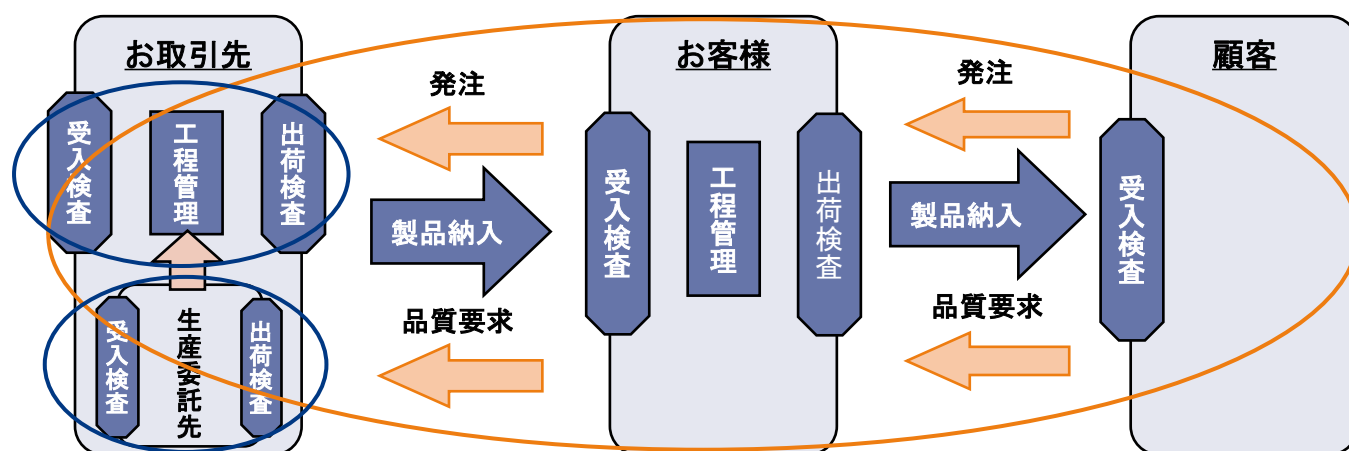 お取引先
受入検査
工程管理
出荷検査
受入検査
生産委託先
出荷検査
発注
製品納入
品質要求
お客様
受入検査
工程管理
出荷検査
発注
製品納入
品質要求
顧客
受入検査